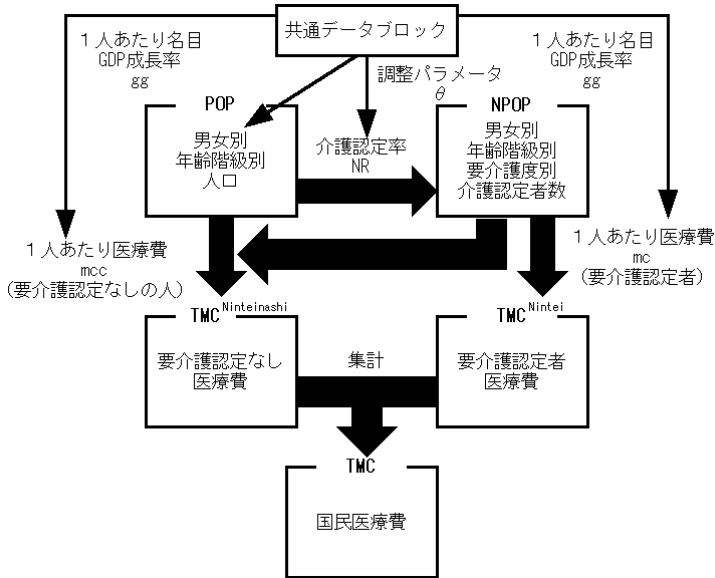 共通データブロック
１人あたり名目
GDP成長率
gg
調整パラメータ
θ
１人あたり名目
GDP成長率
gg
POP
男女別
年齢階級別
人口
介護認定率
NR
NPOP
男女別
年齢階級別
要介護度別
介護認定者数
１人あたり医療費
mcc
（要介護認定なしの人）
１人あたり医療費
mc
（要介護認定者）
TMC Ninteinashi
要介護認定なし
医療費
集計
TMC Nintei
要介護認定者
医療費
TMC
国民医療費